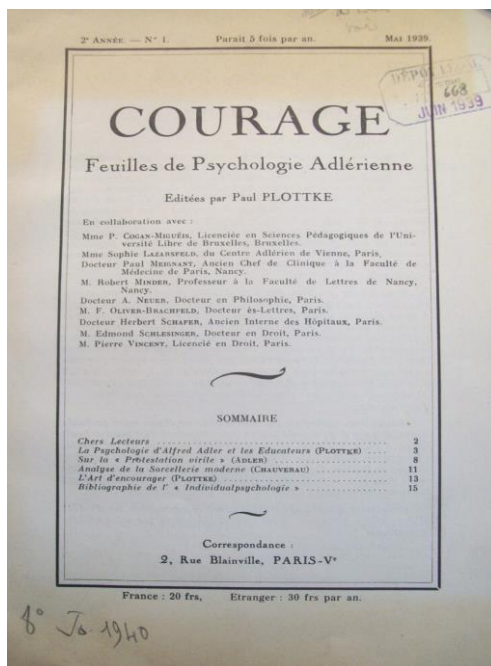 2e ANNÉE. — N° 1. Paraît 5 fois par an. MAI 1939.
DÉPOT LÉGAL
668
JUIN 1939
COURAGE
Feuilles de Psychologie Adlérienne
Editées par Paul PLOTTKE
En collaboration avec :
Mme P. COGAN-MIGUÉIS, Licenciée en Sciences Pédagogiques de l'Uni-
versité Libre de Bruxelles, Bruxelles.
Mme Sophie LAZARSFELD, du Centre Adlérien de Vienne, Paris.
Docteur Paul MEIGNANT, Ancien Chef de Clinique à la Faculté de
Médecine de Paris, Nancy.
M. Robert MINDER, Professeur à la Faculté de Lettres de Nancy,
Nancy.
Docteur A. NEUER, Docteur en Philosophie, Paris.
M. F. OLIVER-BRACHFELD, Docteur ès-Lettres, Paris.
Docteur Herbert SCHAFER, Ancien Interne des Hôpitaux, Paris.
M. Edmond SCHLESINGER, Docteur en Droit, Paris.
M. Pierre VINCENT, Licencié en Droit, Paris.
SOMMAIRE
Chers Lecteurs ........ 2
La Psychologie d'Alfred Adler et les Educateurs (PLOTTKE) .... 3
Sur la « Protestation virile » (ADLER) ........ 8
Analyse de la Sorcellerie moderne (CHAUVERAU) ........ 11
L'Art d'encourager (PLOTTKE) ........ 13
Bibliographie de l' « Individualpsychologie » ........ 15
Correspondance :
2, Rue Blainville, PARIS-Ve
France : 20 frs, Etranger : 30 frs par an.
8° Jo 1940